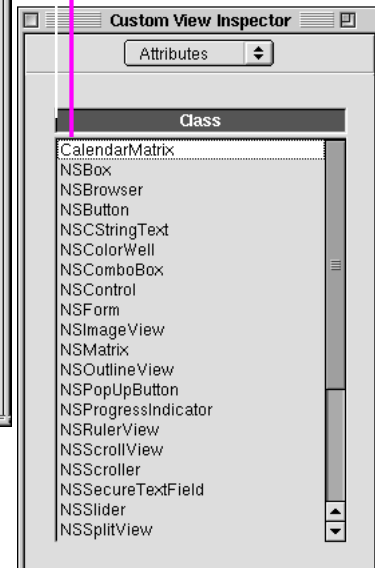 Custom View Inspector
Attributes
Class
CalendarMatrix
NSBox
NSBrowser
NSButton
NSCStringText
NSColorWell
NSComboBox
NSControl
NSForm
NSImageView
NSMatrix
NSOutlineView
NSPopUpButton
NSProgressIndicator
NSRulerView
NSScrollView
NSScroller
NSSecureTextField
NSSlider
NSSplitView